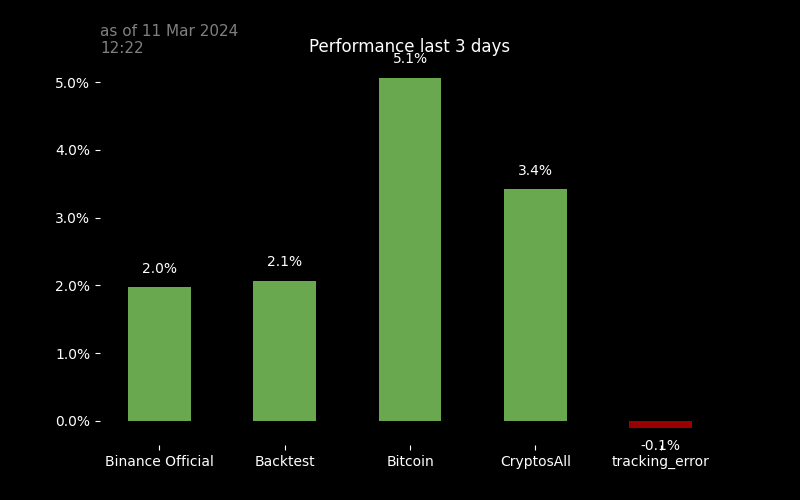 as of 11 Mar 2024
12:22
Performance last 3 days
5.1%
5.0%
4.0%
3.4%
3.0%
2.0%
2.1%
2.0%
1.0%
0.0%
-0.1%
Binance Official
Backtest
Bitcoin
CryptosAll
tracking_error